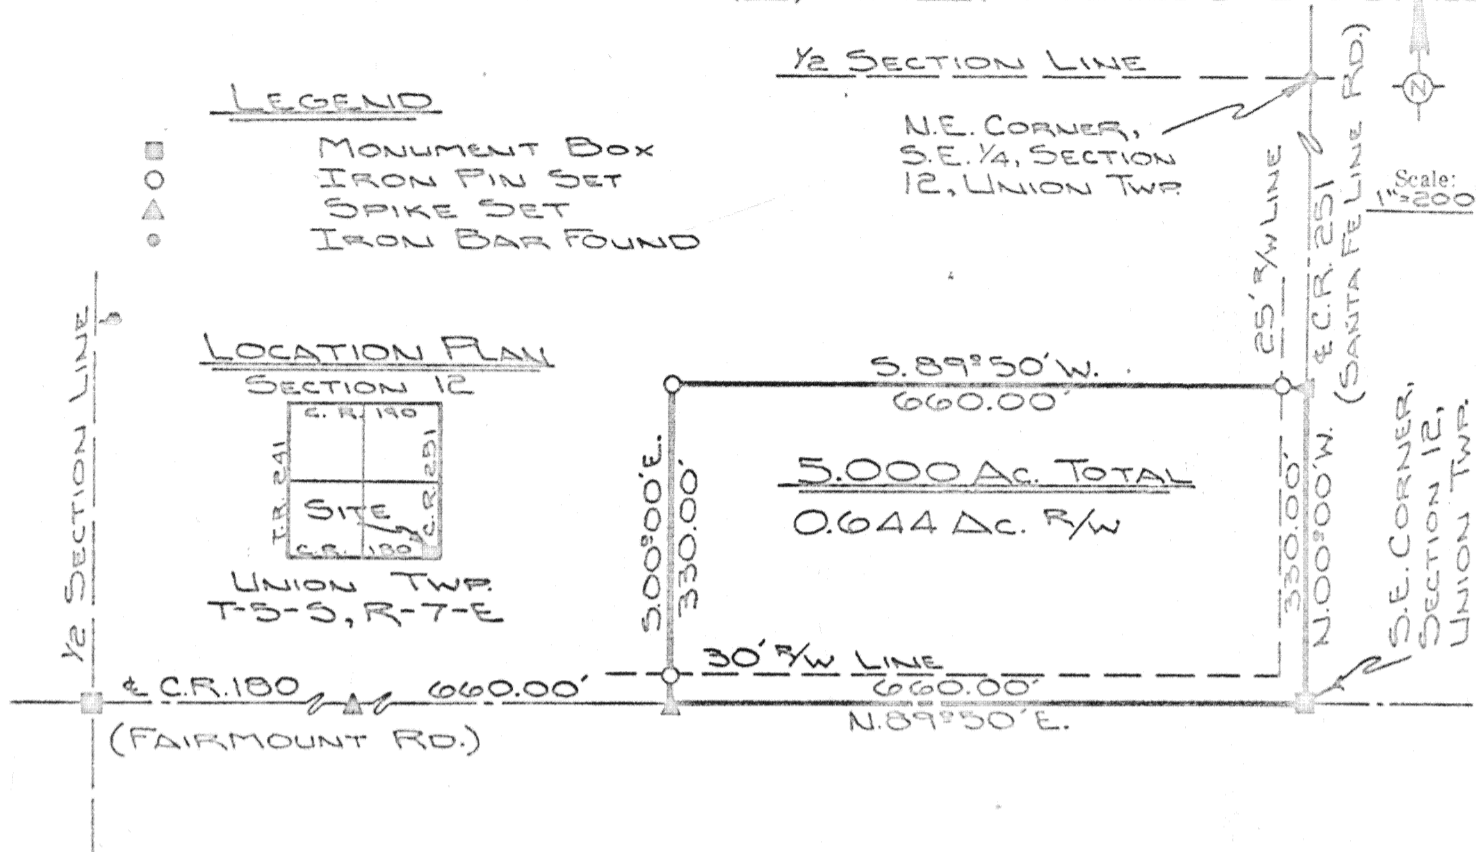 ½ SECTION LINE
LEGEND
MONUMENT BOX
IRON PIN SET
SPIKE SET
IRON BAR FOUND
N.E. CORNER,
S.E. ¼, SECTION
12, UNION TWP.
N
Scale:
1"=200
25' R/W LINE
℄ C.R. 251
(SANTA FE LINE RD.)
½ SECTION LINE
LOCATION PLAN
SECTION 12
C. R. 190
T.R. 241
C.R. 251
SITE
C.R. 180
UNION TWP.
T-5-S, R-7-E
S. 89° 50' W.
660.00'
S. 00° 00' E.
330.00'
5.000 AC. TOTAL
0.644 AC. R/W
330.00'
N. 00° 00' W.
S.E. CORNER,
SECTION 12,
UNION TWP.
30' R/W LINE
℄ C.R. 180
660.00'
660.00'
N. 89° 50' E.
(FAIRMOUNT RD.)